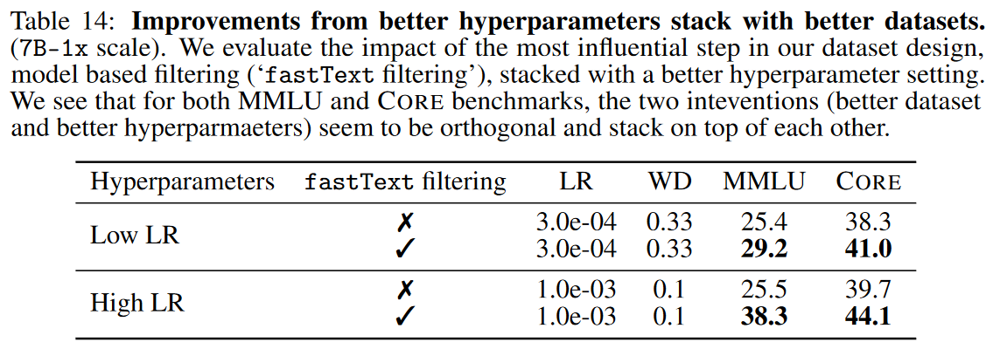 Table 14: Improvements from better hyperparameters stack with better datasets.
(7B-1x scale). We evaluate the impact of the most influential step in our dataset design,
model based filtering (‘fastText filtering’), stacked with a better hyperparameter setting.
We see that for both MMLU and CORE benchmarks, the two inteventions (better dataset
and better hyperparmaeters) seem to be orthogonal and stack on top of each other.
Hyperparameters fastText filtering LR WD MMLU CORE
Low LR
✗ 3.0e-04 0.33 25.4 38.3
✓ 3.0e-04 0.33 29.2 41.0
High LR
✗ 1.0e-03 0.1 25.5 39.7
✓ 1.0e-03 0.1 38.3 44.1